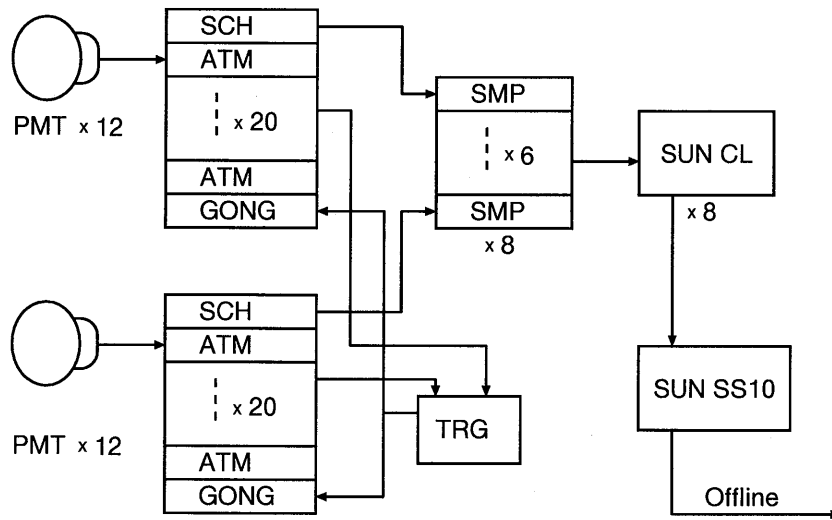 SCH
ATM
× 20
ATM
GONG
PMT × 12
SMP
× 6
SMP
× 8
SUN CL
× 8
SCH
ATM
× 20
ATM
GONG
PMT × 12
TRG
SUN SS10
Offline